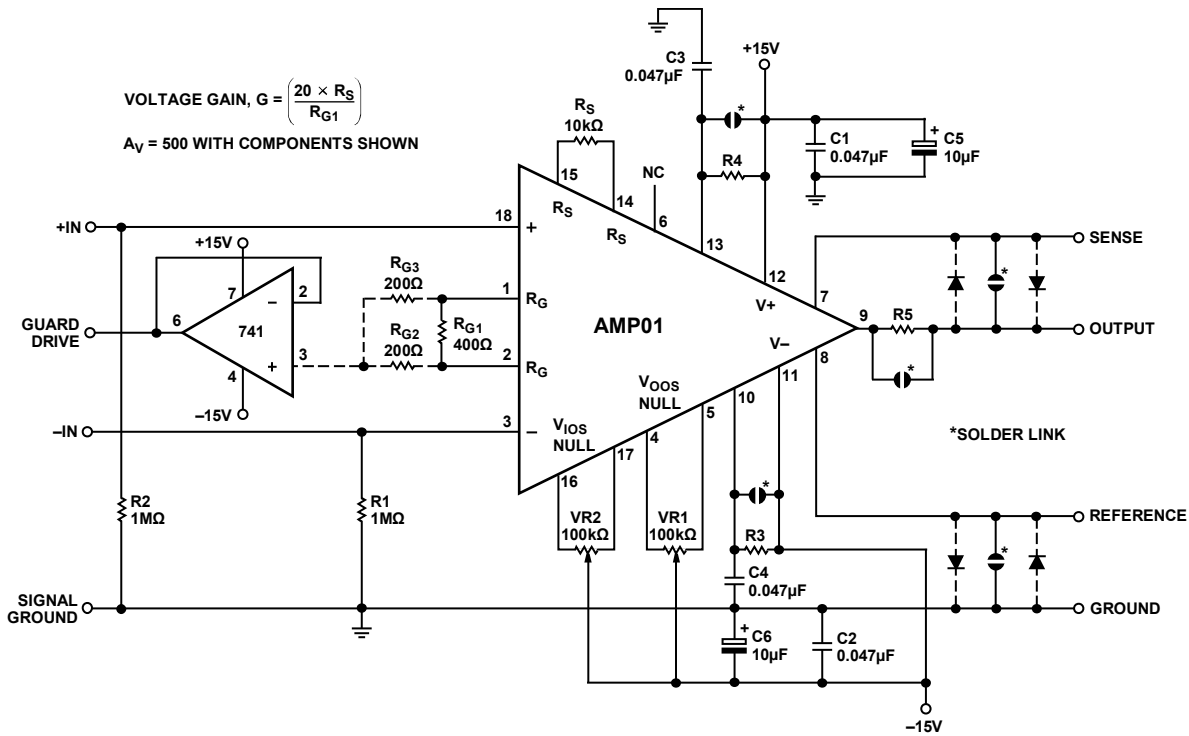 VOLTAGE GAIN, G = (20 × RS / RG1)
AV = 500 WITH COMPONENTS SHOWN
C3
0.047µF
+15V
*
R4
C1
0.047µF
+
C5
10µF
RS
10kΩ
15
14
NC
6
13
12
RS
RS
+IN
18
+
+15V
7
2
−
6
741
GUARD
DRIVE
3
+
4
–15V
RG3
200Ω
RG2
200Ω
RG1
400Ω
1
RG
2
RG
AMP01
V+
V–
7
9
8
R5
*
*
SENSE
OUTPUT
–IN
3
−
VIOS
NULL
VOOS
NULL
16
17
4
5
10
11
*SOLDER LINK
R2
1MΩ
R1
1MΩ
VR2
100kΩ
VR1
100kΩ
*
R3
C4
0.047µF
REFERENCE
*
SIGNAL
GROUND
GROUND
+
C6
10µF
C2
0.047µF
–15V